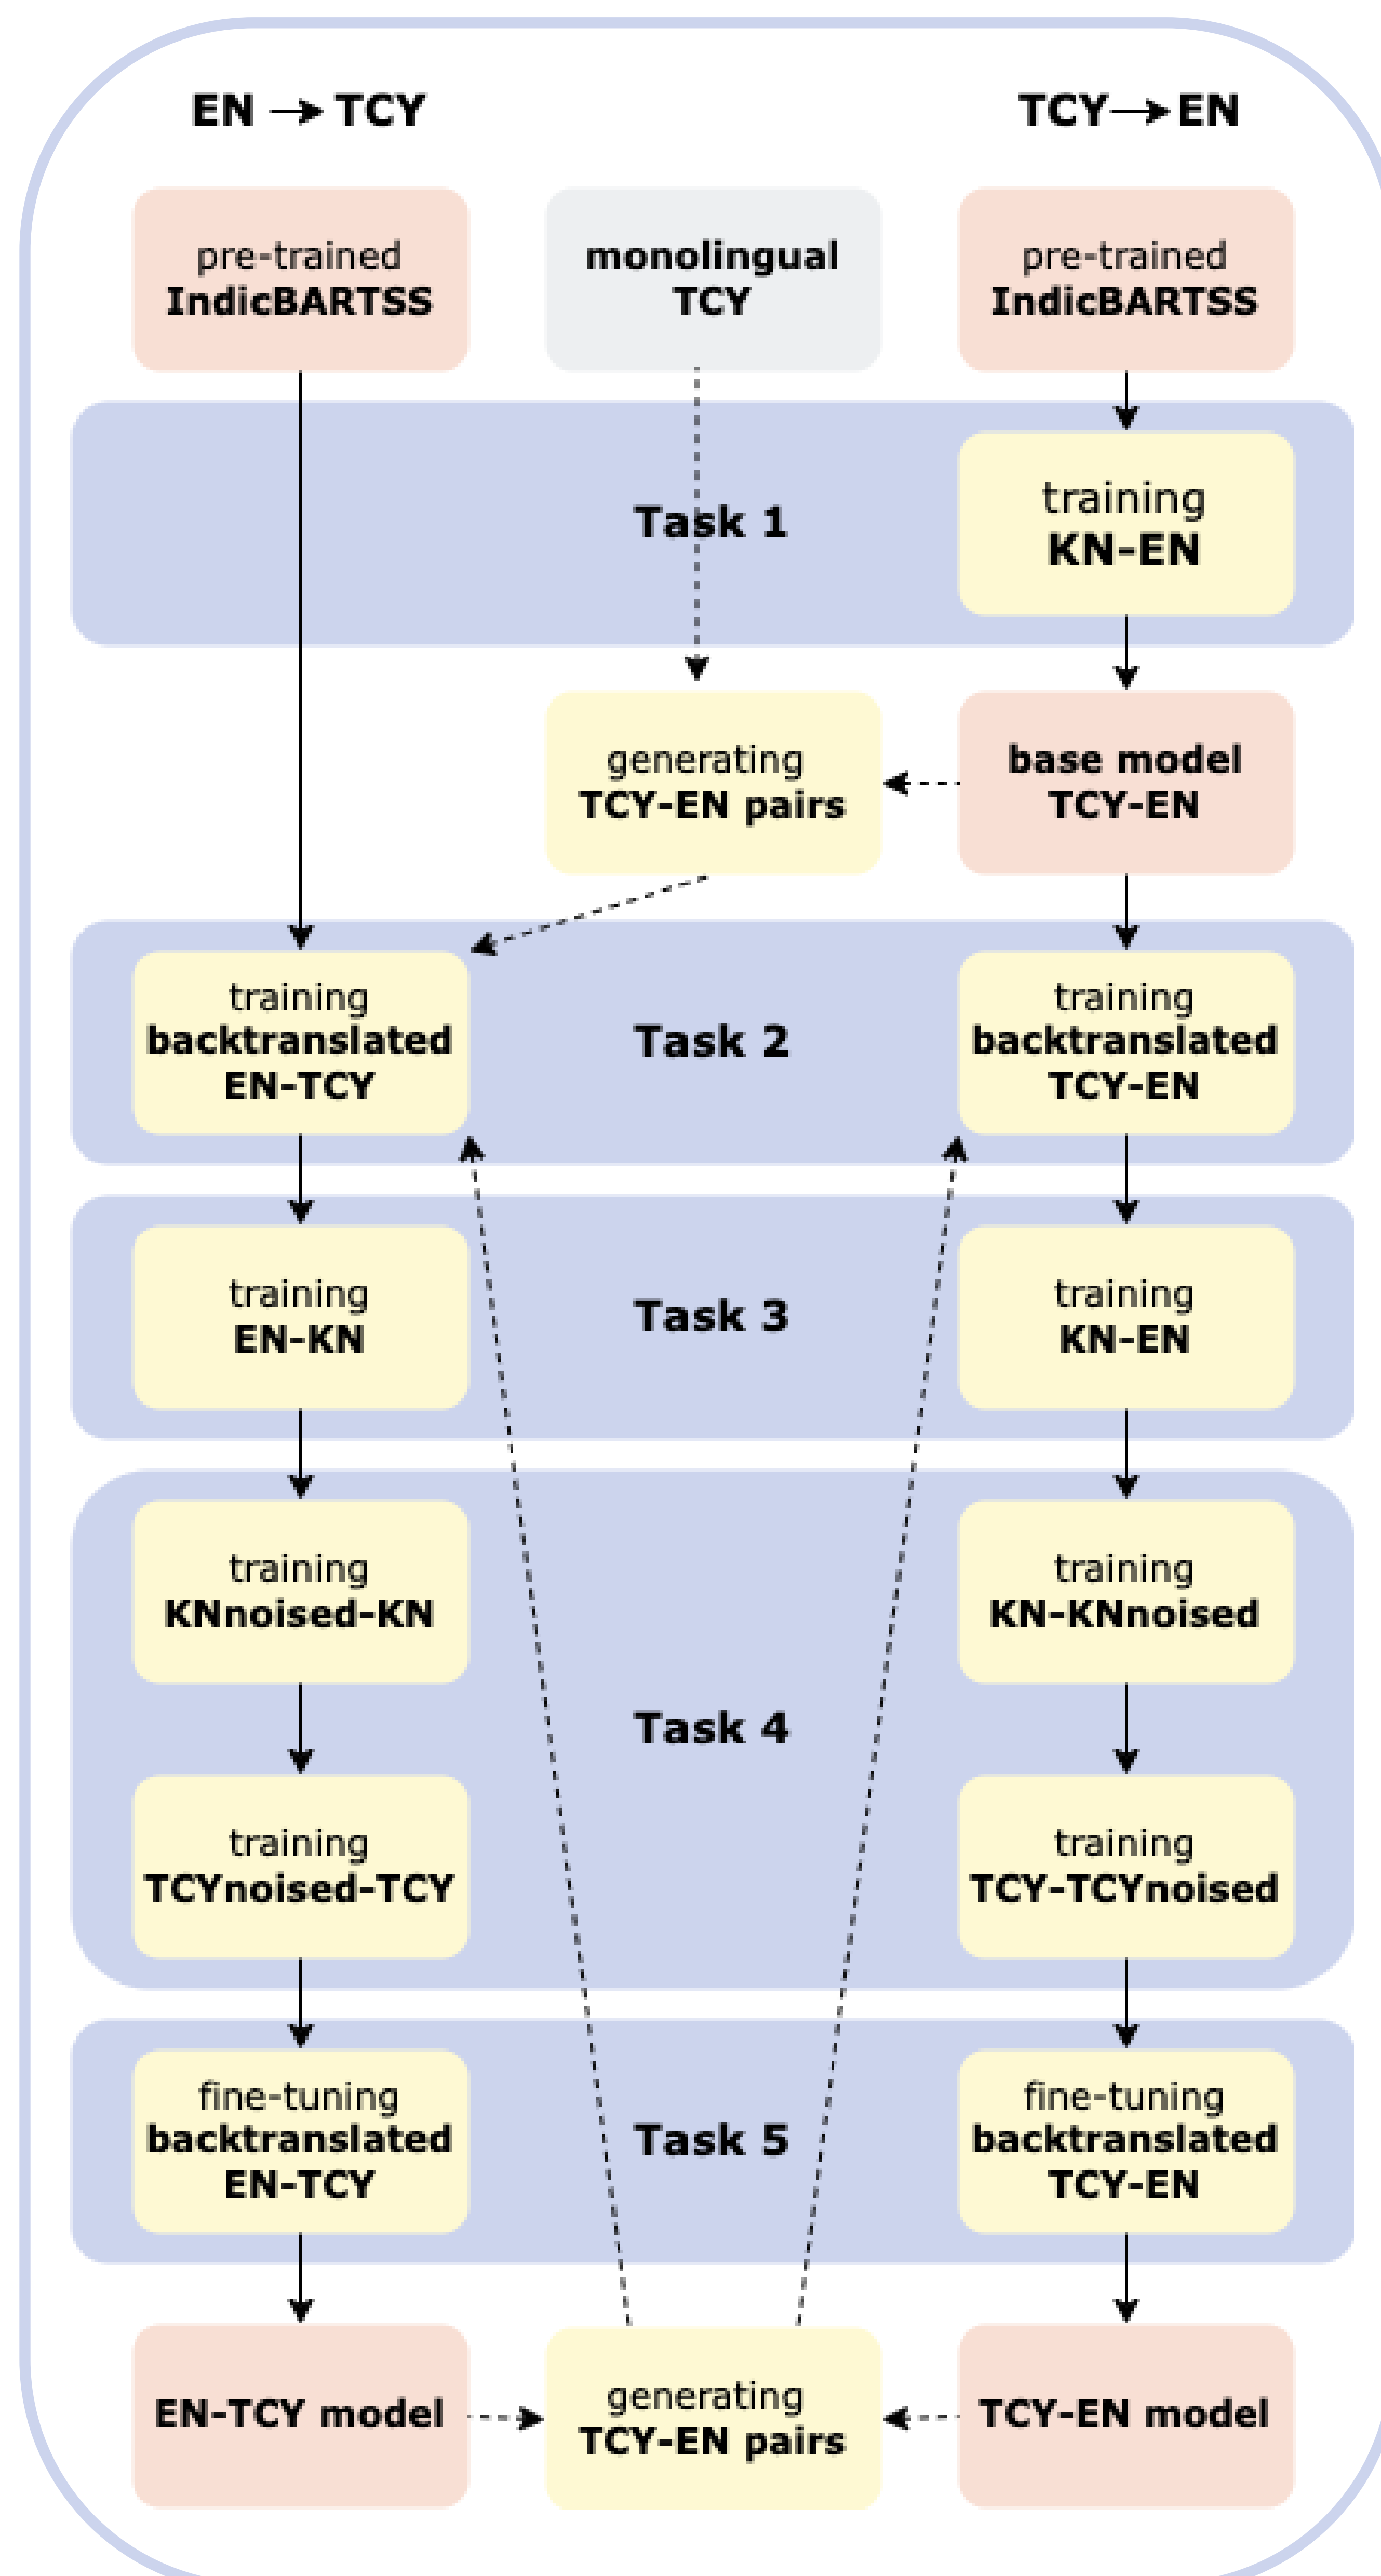 EN → TCY
TCY → EN
pre-trained
IndicBARTSS
monolingual
TCY
pre-trained
IndicBARTSS
Task 1
training
KN-EN
generating
TCY-EN pairs
base model
TCY-EN
training
backtranslated
EN-TCY
Task 2
training
backtranslated
TCY-EN
training
EN-KN
Task 3
training
KN-EN
training
KNnoised-KN
training
KN-KNnoised
Task 4
training
TCYnoised-TCY
training
TCY-TCYnoised
fine-tuning
backtranslated
EN-TCY
Task 5
fine-tuning
backtranslated
TCY-EN
EN-TCY model
generating
TCY-EN pairs
TCY-EN model